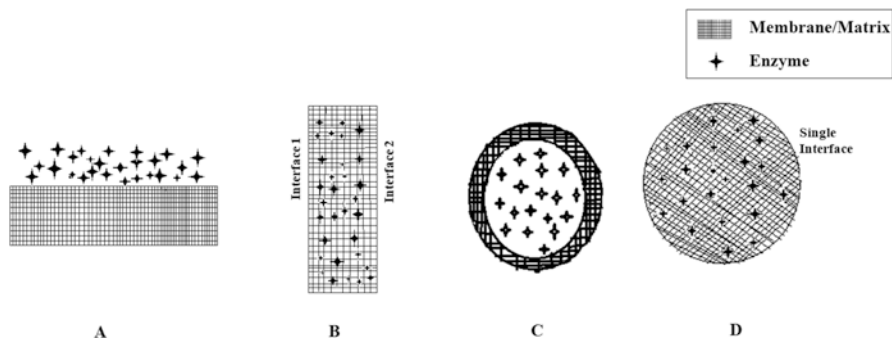 Membrane/Matrix
Enzyme
Interface 1
Interface 2
Single
Interface
A
B
C
D